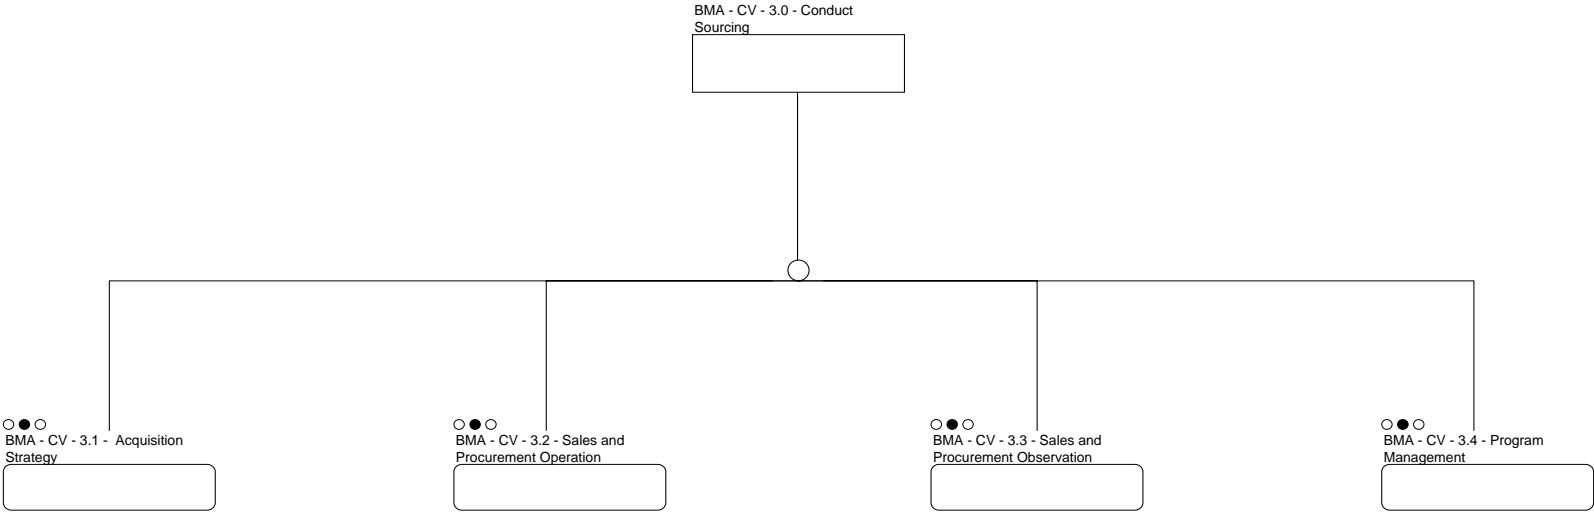 BMA - CV - 3.0 - Conduct
Sourcing
BMA - CV - 3.1 -  Acquisition
Strategy
BMA - CV - 3.2 - Sales and
Procurement Operation
BMA - CV - 3.3 - Sales and
Procurement Observation
BMA - CV - 3.4 - Program
Management